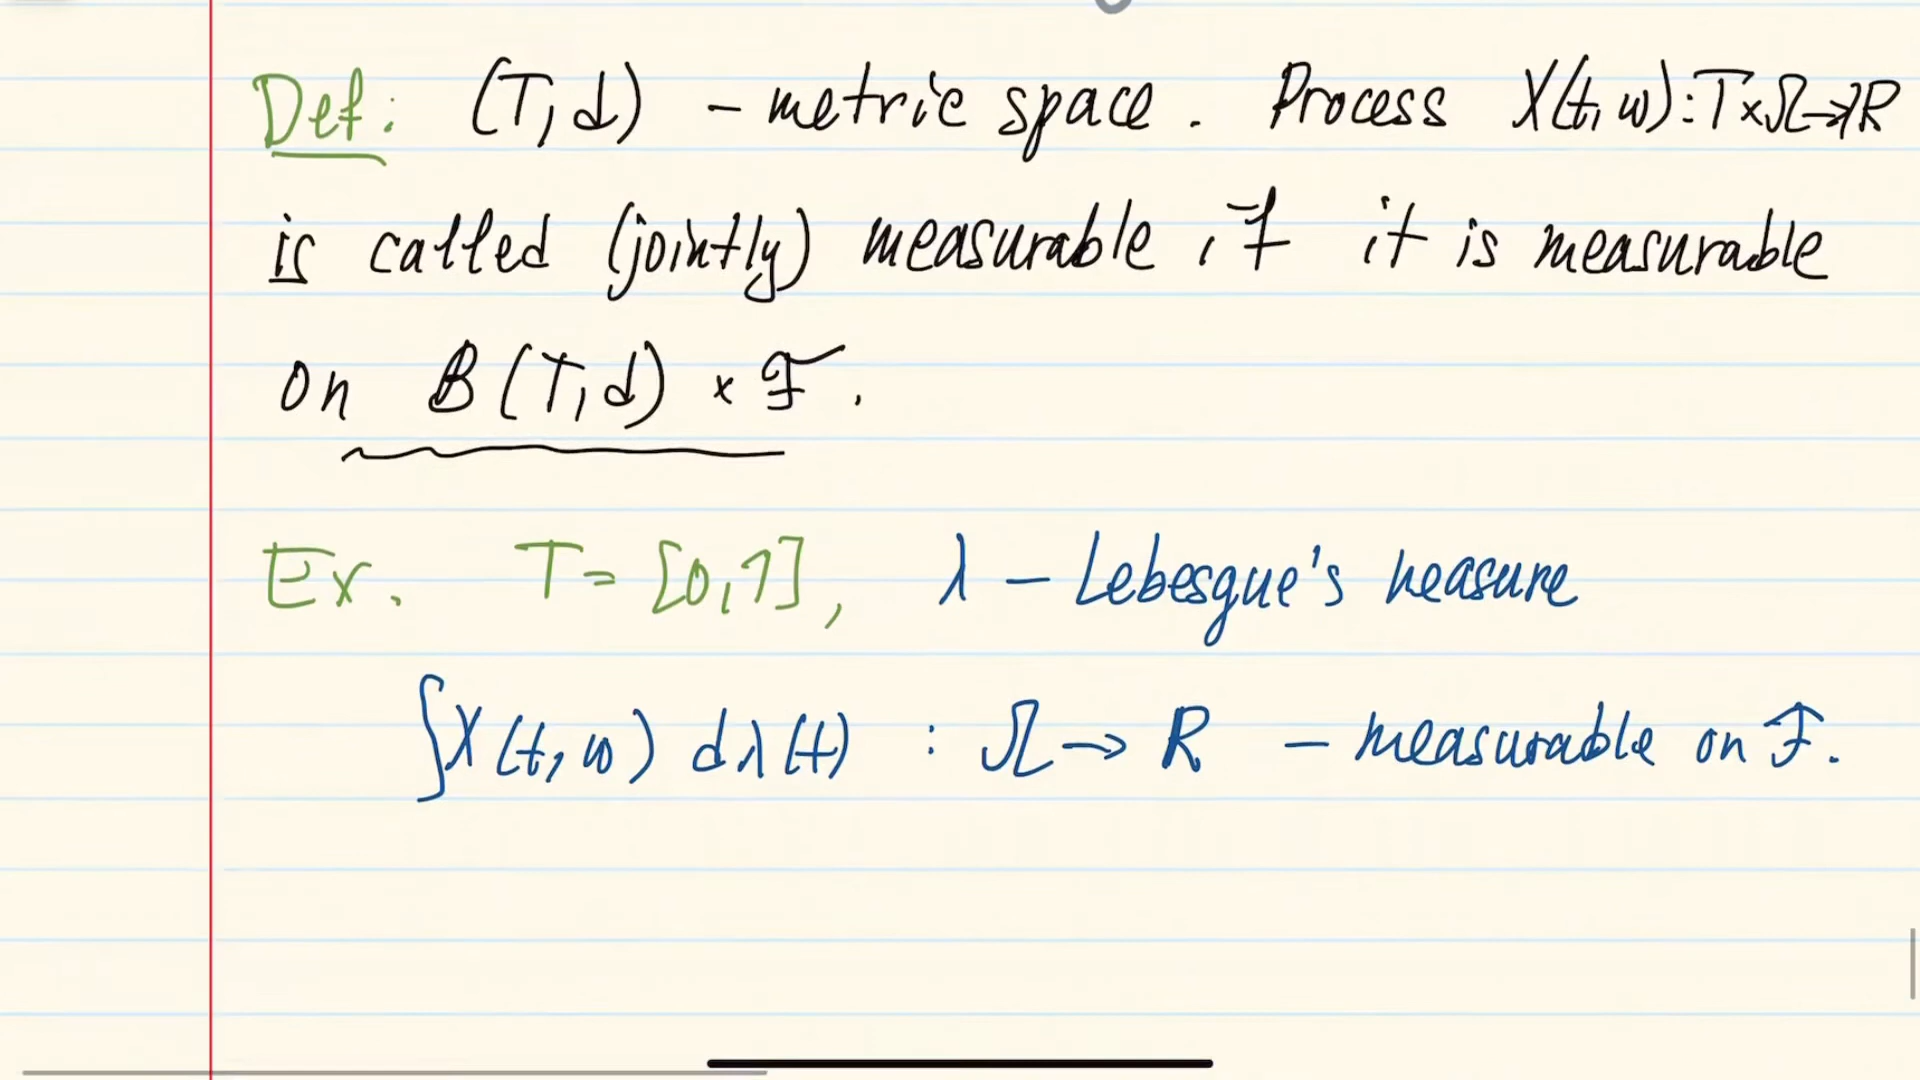 Def: (T, d) – metric space. Process X(t, ω): T×Ω→R
is called (jointly) measurable if it is measurable
on B(T, d) × ℱ.
Ex. T = [0, 1], λ – Lebesgue's measure
∫X(t, ω) dλ(t) : Ω → R – measurable on ℱ.